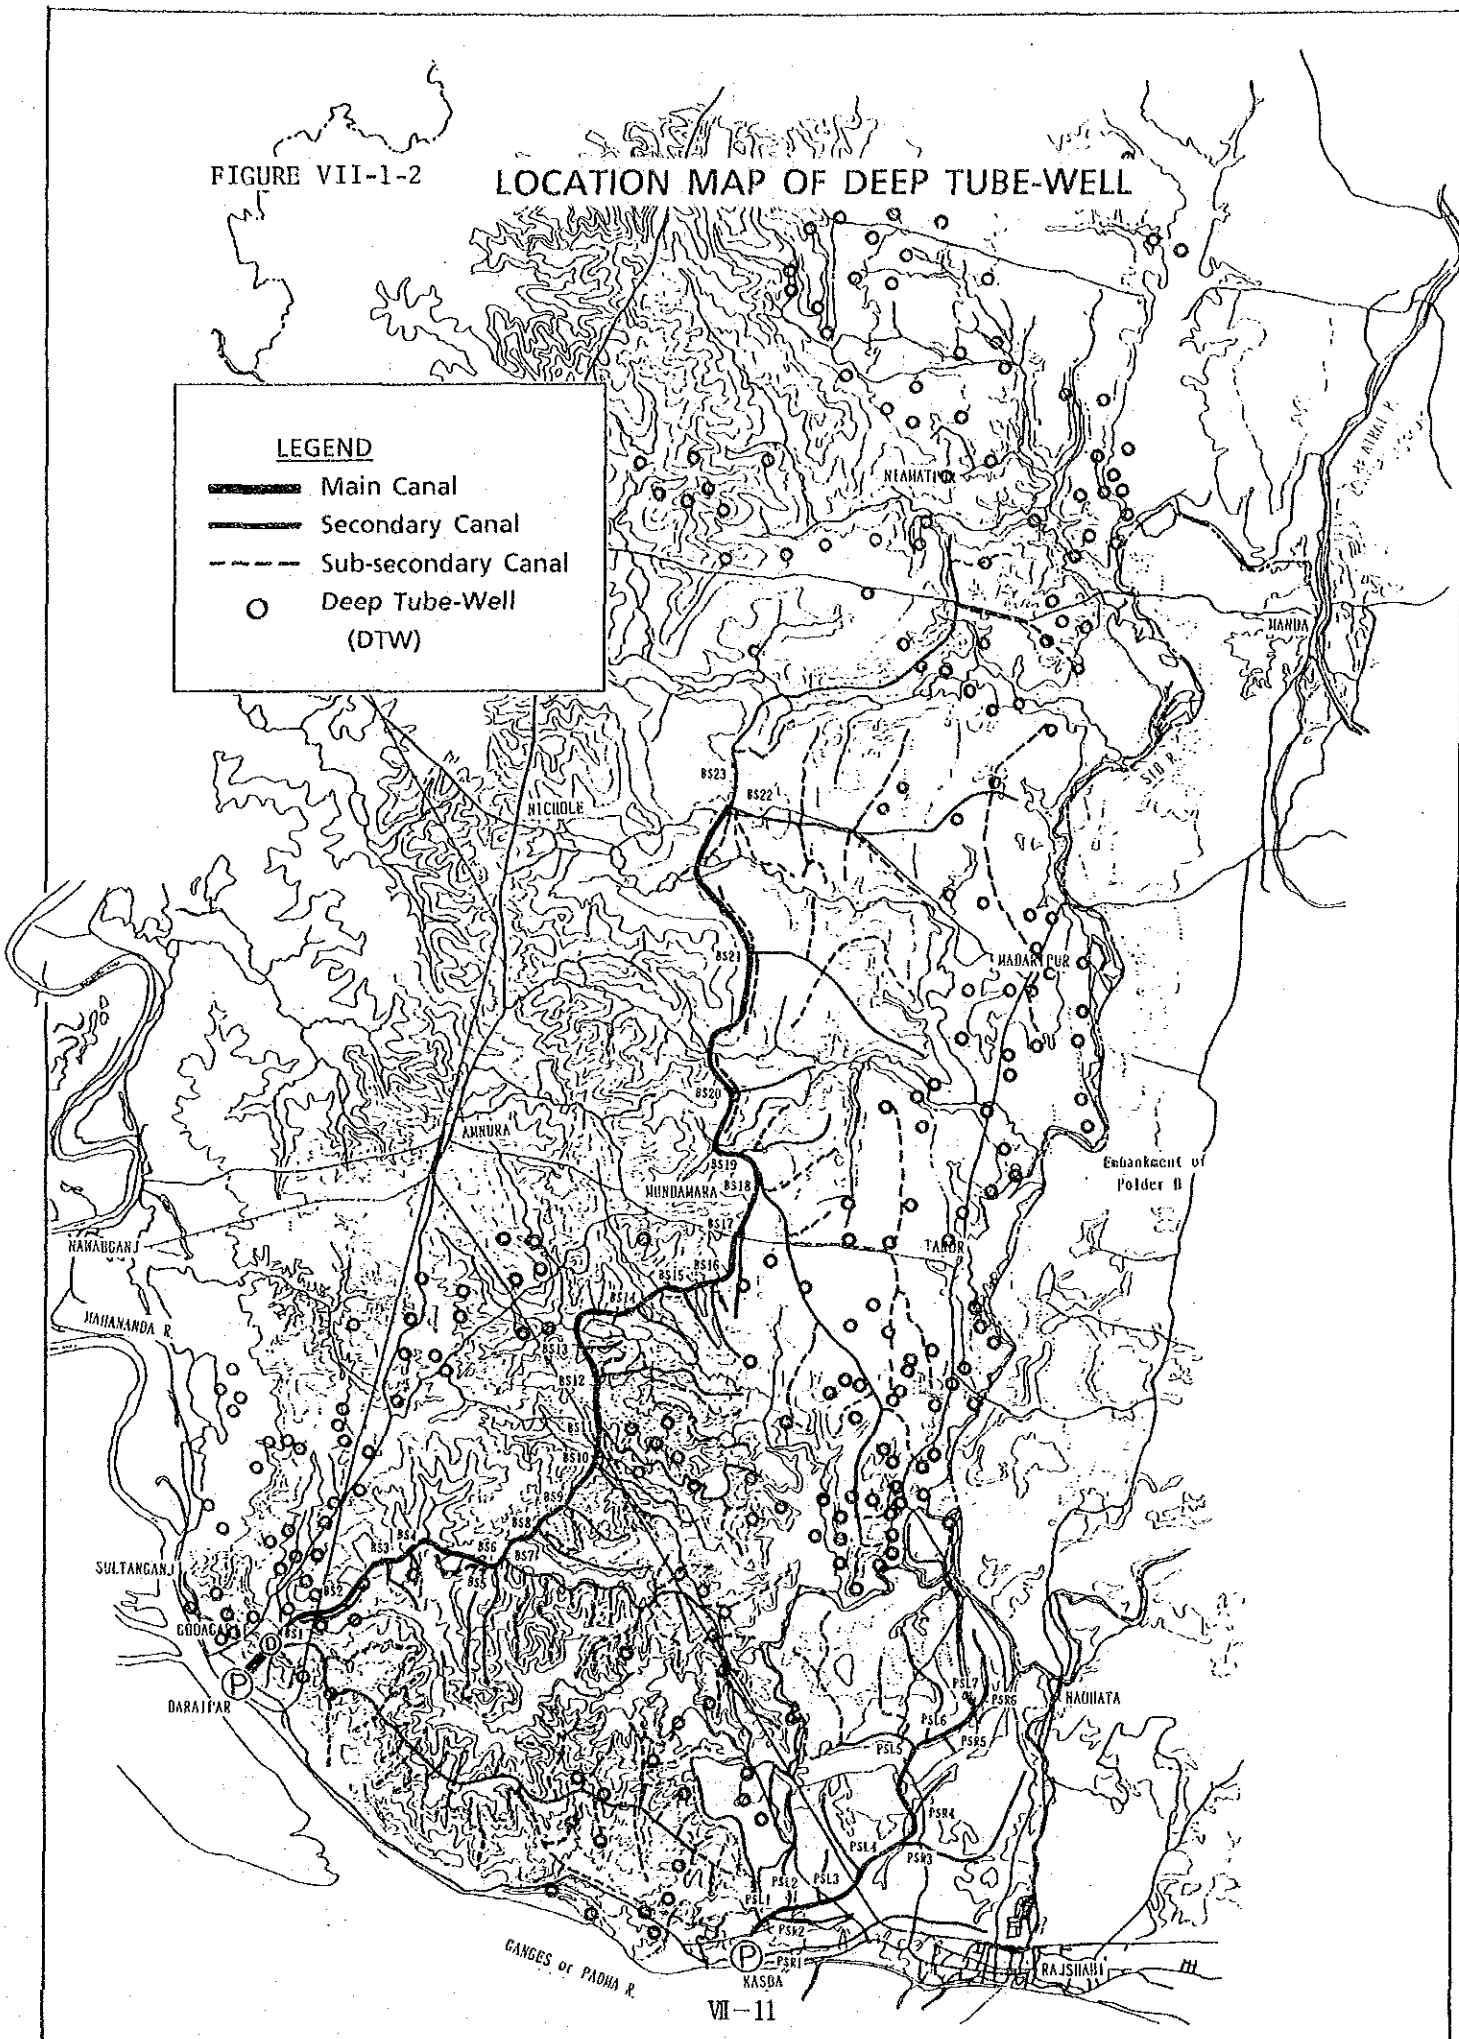 FIGURE VII-1-2
LOCATION MAP OF DEEP TUBE-WELL
LEGEND
Main Canal
Secondary Canal
Sub-secondary Canal
Deep Tube-Well
(DTW)
MANDA
SIB R.
BS23
BS22
NICHOLE
BS21
MADARIPUR
BS20
AMNURA
BS19
BS18
MUNDAMARA
Embankment of
Polder B
BS17
NAWABGANJ
TANOR
BS16
BS15
BS14
MAHANANDA R.
BS13
BS12
BS11
BS10
BS9
BS8
BS4
BS3
BS6
BS7
BS5
SULTANGANJ
BS2
BS1
D
P
PSL7
PSR6
NAOHATA
PSL6
PSR5
PSL5
PSR4
PSL4
PSR3
PSL3
PSL2
PSL1
PSR2
P
PSR1
KASBA
RAJSHAHI
GANGES or PADMA R.
VII-11